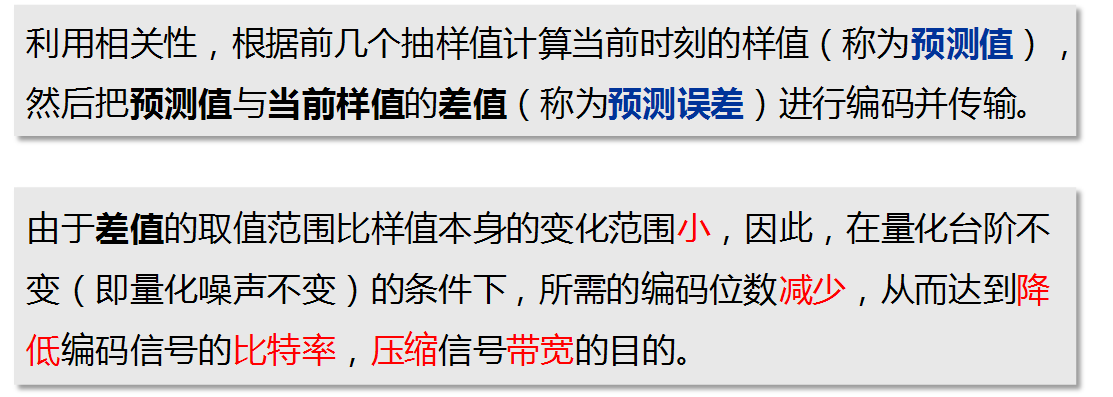 利用相关性，根据前几个抽样值计算当前时刻的样值（称为预测值），
然后把预测值与当前样值的差值（称为预测误差）进行编码并传输。
由于差值的取值范围比样值本身的变化范围小，因此，在量化台阶不
变（即量化噪声不变）的条件下，所需的编码位数减少，从而达到降
低编码信号的比特率，压缩信号带宽的目的。